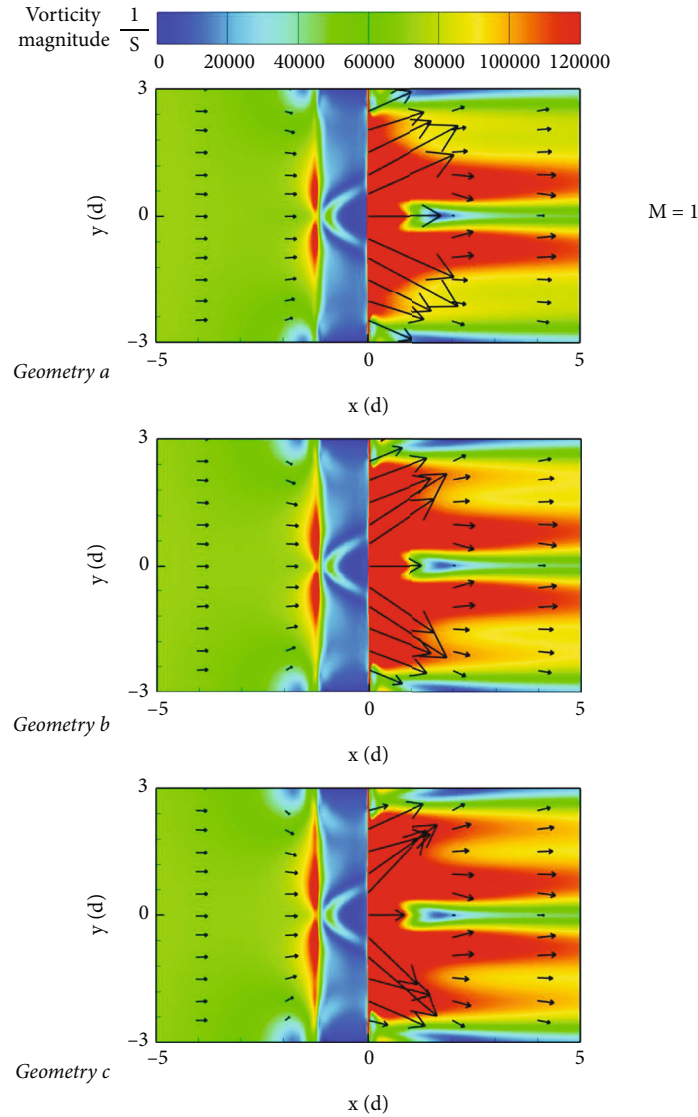 Vorticity magnitude 1/S
0 20000 40000 60000 80000 100000 120000
M = 1
3
y (d)
0
−3
−5 0 5
Geometry a
x (d)
3
y (d)
0
−3
−5 0 5
Geometry b
x (d)
3
y (d)
0
−3
−5 0 5
Geometry c
x (d)